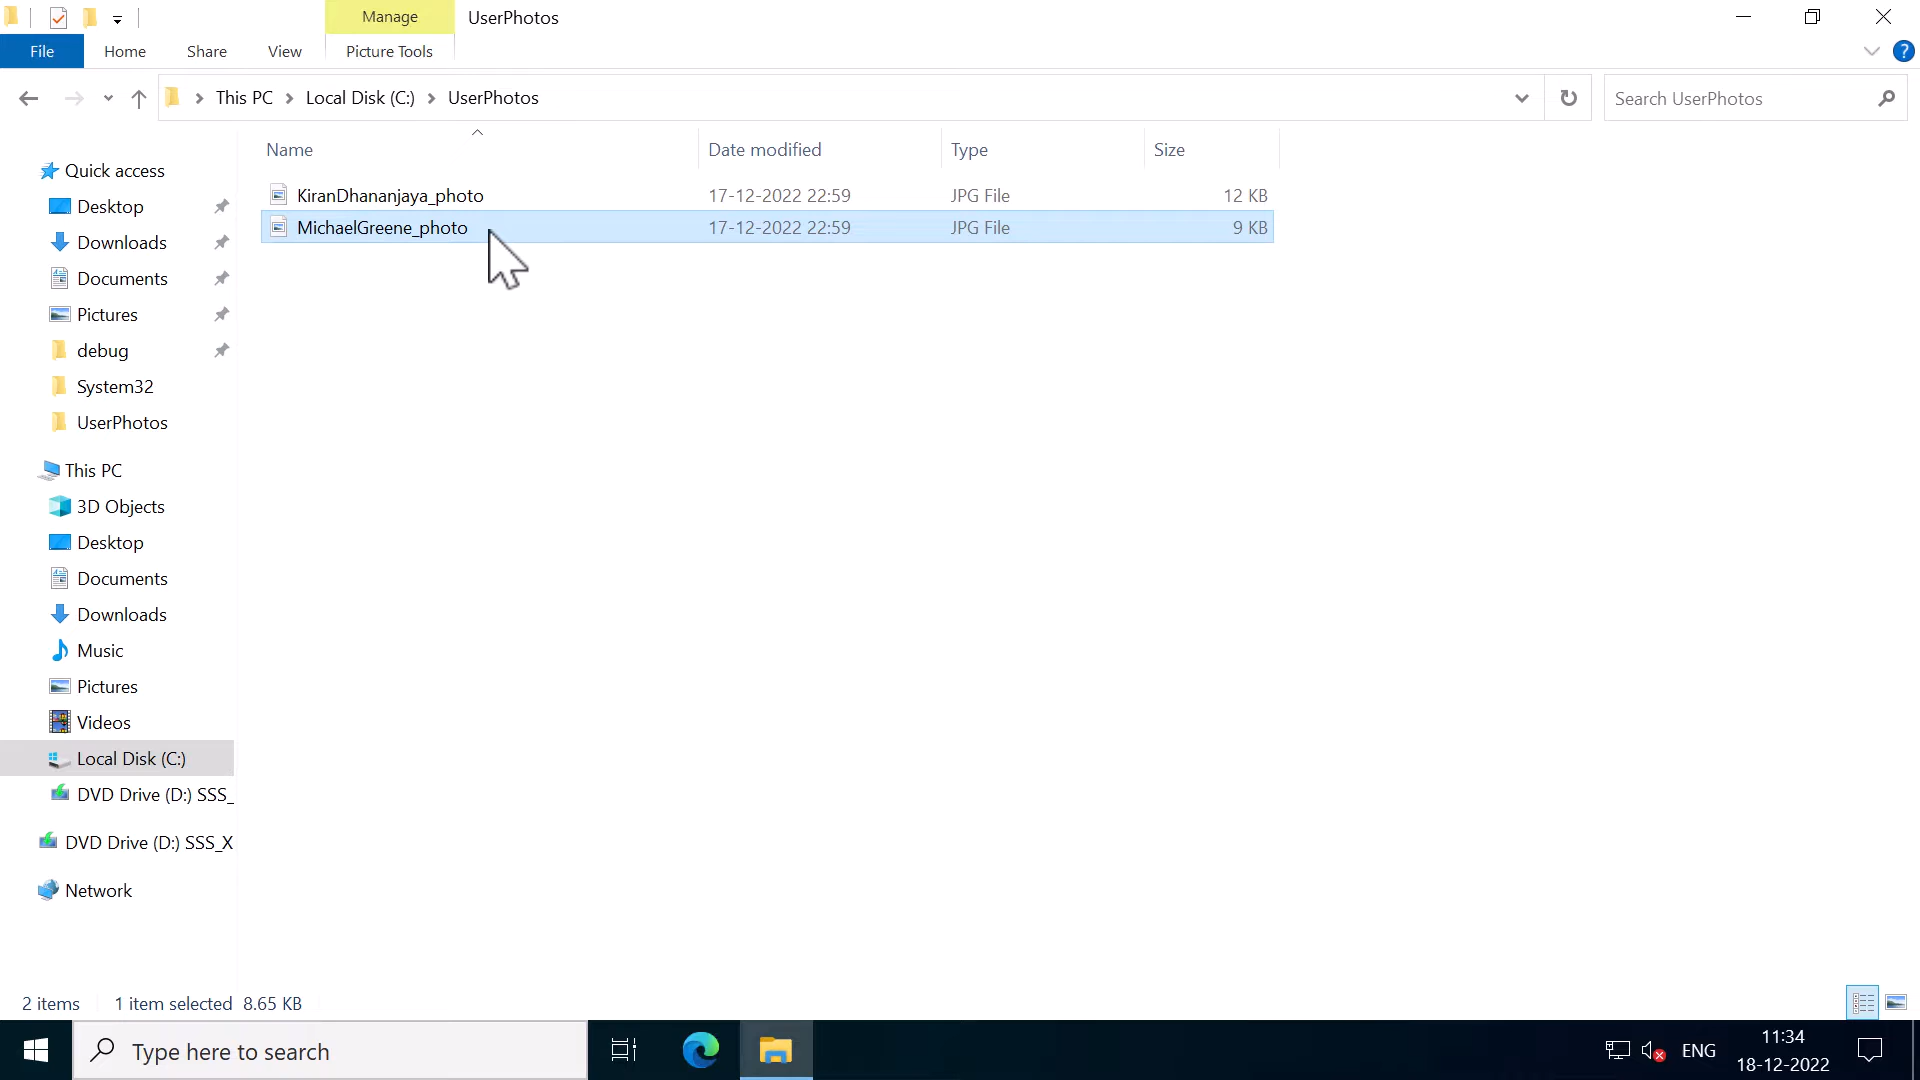 Manage
UserPhotos
File
Home
Share
View
Picture Tools
?
This PC
Local Disk (C:)
UserPhotos
Search UserPhotos
Name
Date modified
Type
Size
KiranDhananjaya_photo
17-12-2022 22:59
JPG File
12 KB
MichaelGreene_photo
17-12-2022 22:59
JPG File
9 KB
Quick access
Desktop
Downloads
Documents
Pictures
debug
System32
UserPhotos
This PC
3D Objects
Desktop
Documents
Downloads
Music
Pictures
Videos
Local Disk (C:)
DVD Drive (D:) SSS_
DVD Drive (D:) SSS_X
Network
2 items
1 item selected 8.65 KB
Type here to search
ENG
11:34
18-12-2022